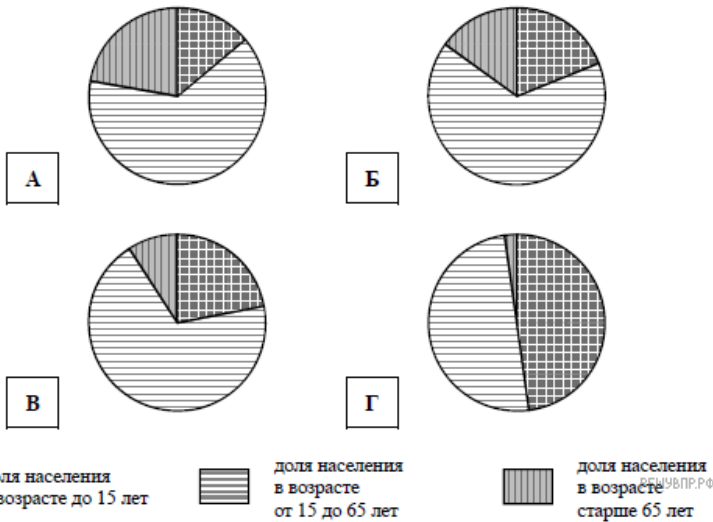 А
Б
В
Г
ля населения
возрасте до 15 лет
доля населения
в возрасте
от 15 до 65 лет
доля населения
в возрасте
старше 65 лет
РЕШУВПР.РФ